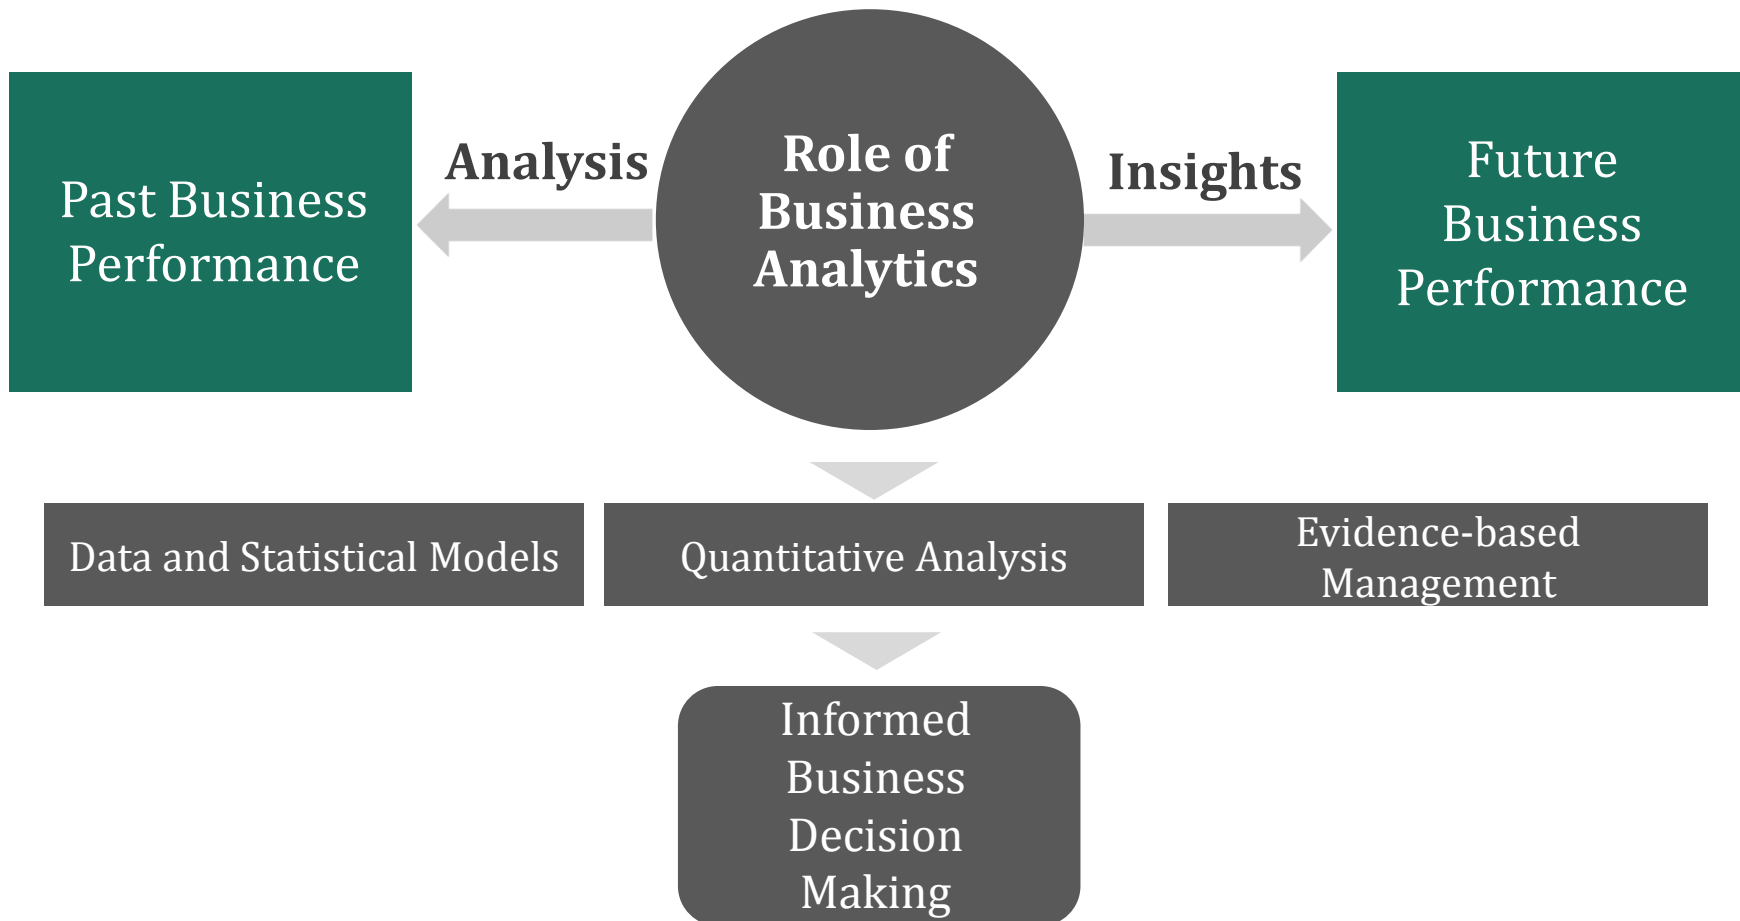 Past Business
Performance
Analysis
Role of
Business
Analytics
Insights
Future
Business
Performance
Data and Statistical Models
Quantitative Analysis
Evidence-based
Management
Informed
Business
Decision
Making